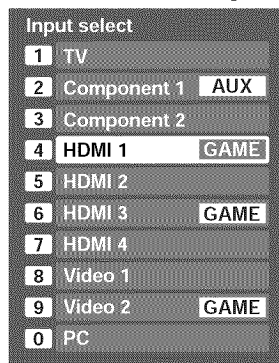 Input select
1 TV
2 Component 1 AUX
3 Component 2
4 HDMI 1 GAME
5 HDMI 2
6 HDMI 3 GAME
7 HDMI 4
8 Video 1
9 Video 2 GAME
0 PC